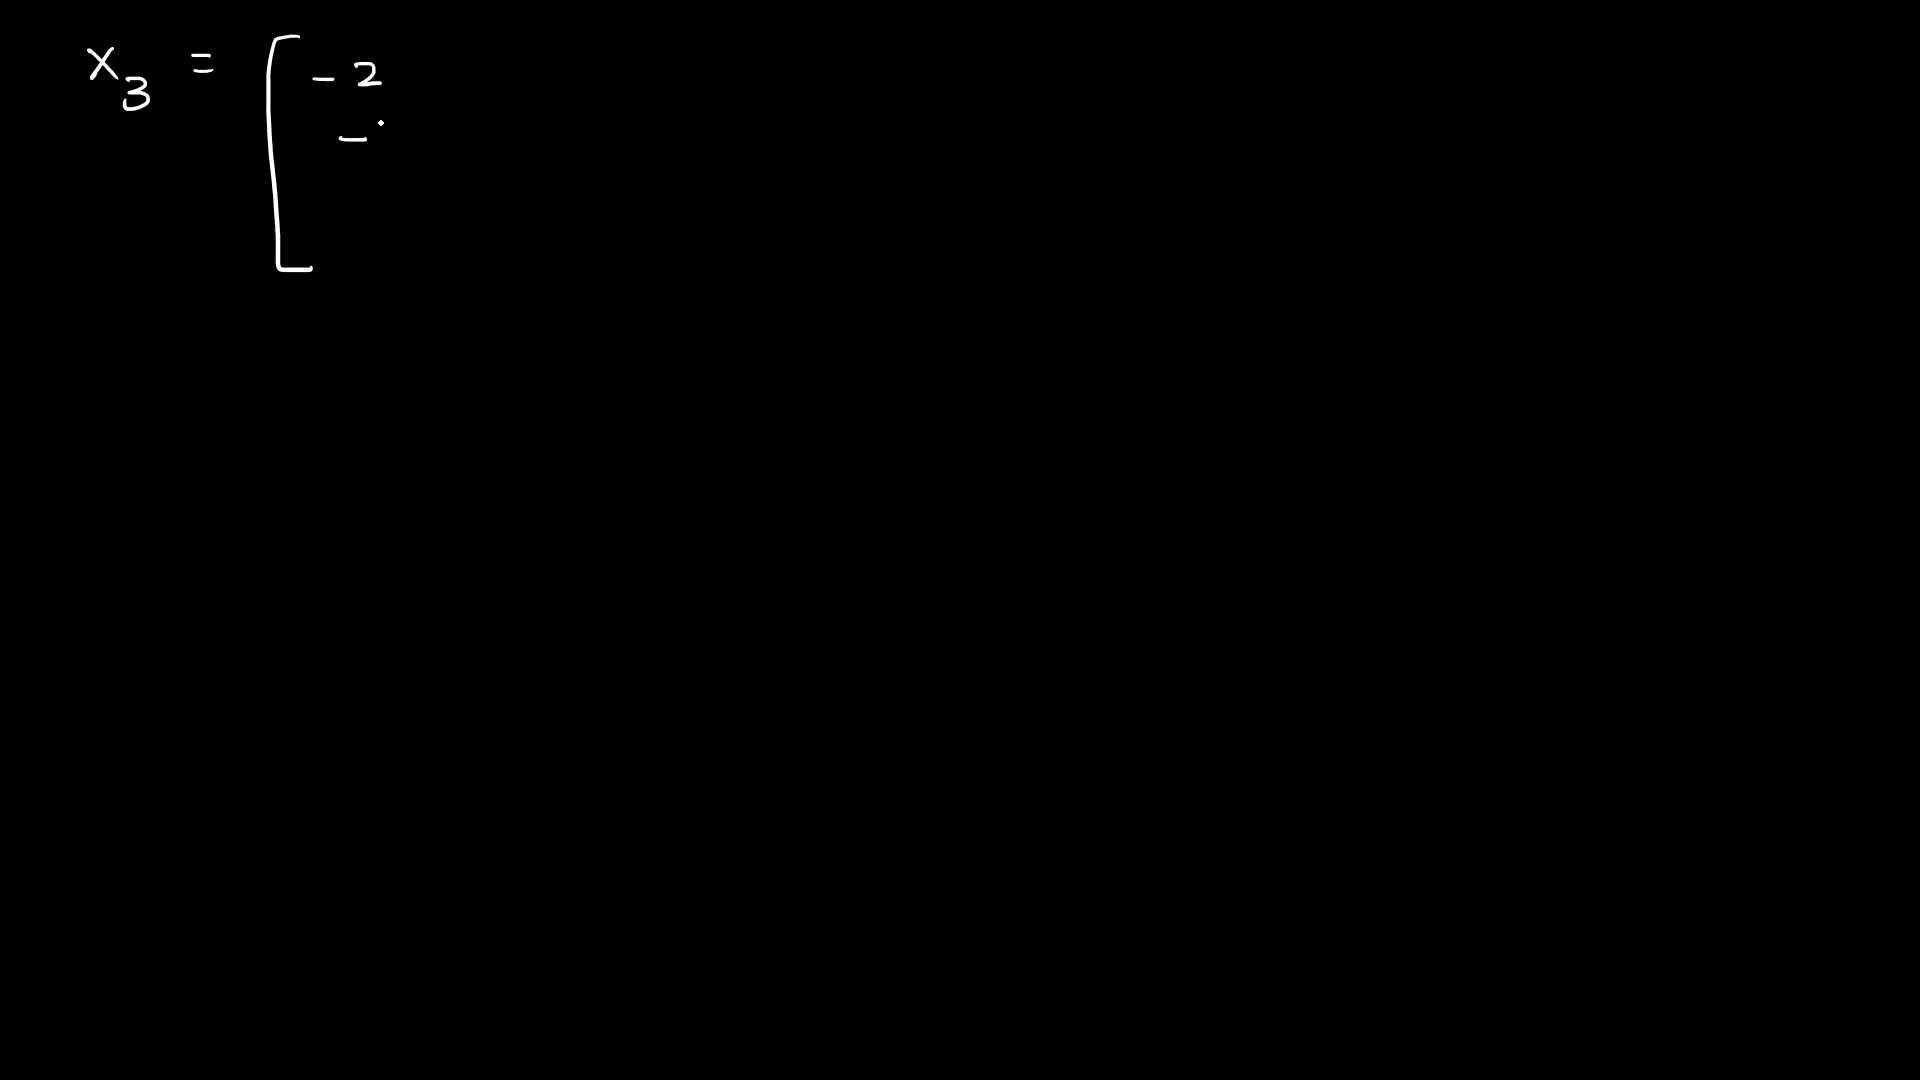 x₃ = [ -2
-